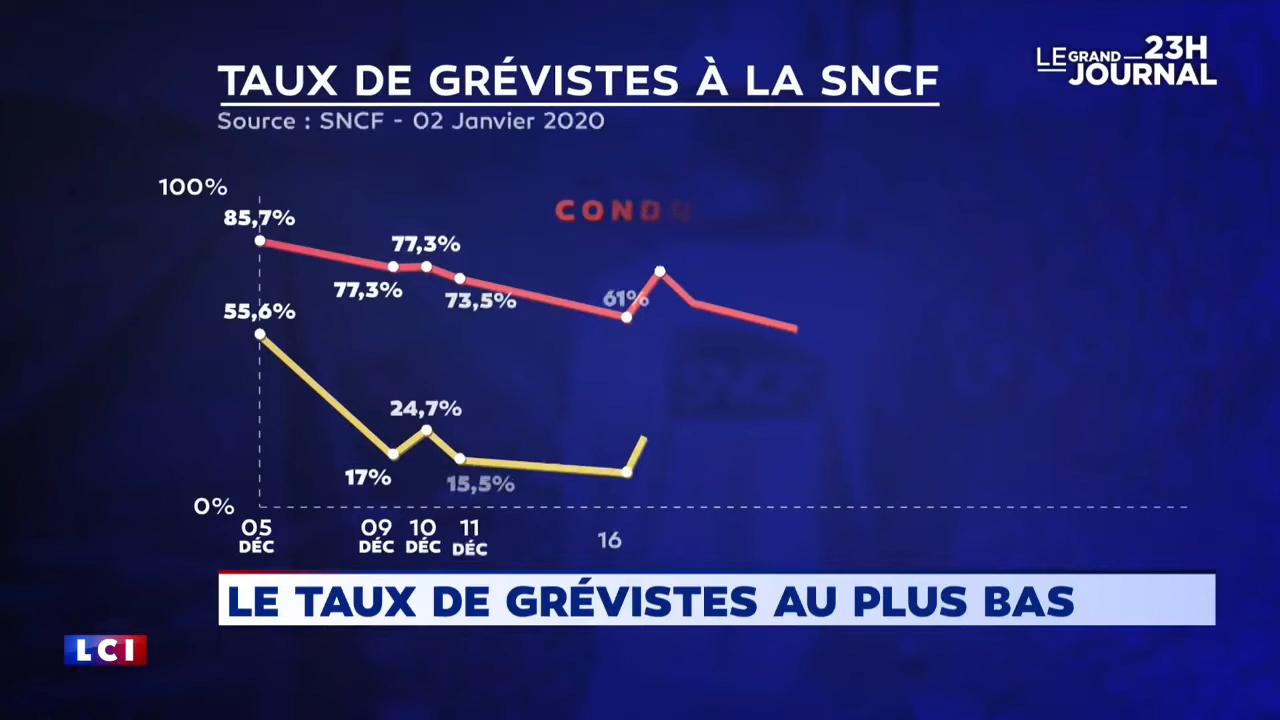 TAUX DE GRÉVISTES À LA SNCF
Source : SNCF - 02 Janvier 2020
LE GRAND 23H
JOURNAL
100%
85,7%
77,3%
77,3%
73,5%
61%
55,6%
24,7%
17%
15,5%
0%
05 DÉC
09 DÉC
10 DÉC
11 DÉC
16
LE TAUX DE GRÉVISTES AU PLUS BAS
LCI